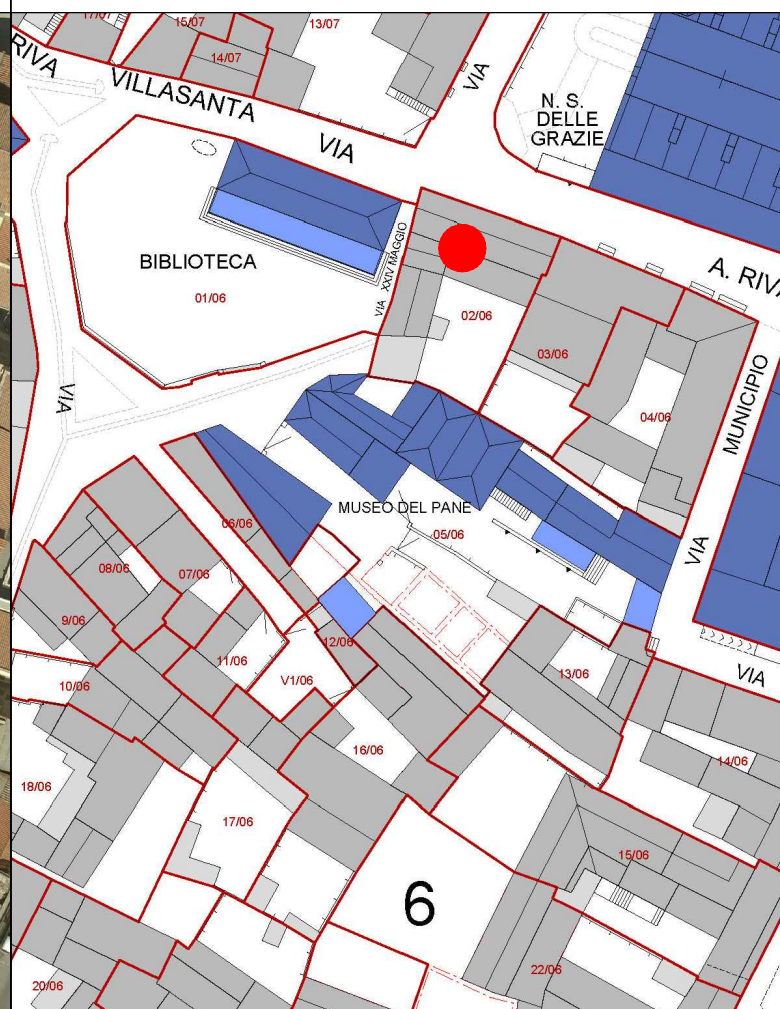 15/07
13/07
14/07
RIVA
VILLASANTA
VIA
VIA
N. S.
DELLE
GRAZIE
BIBLIOTECA
01/06
VIA XXIV MAGGIO
02/06
03/06
04/06
A. RIVA
VIA MUNICIPIO
VIA
MUSEO DEL PANE
05/06
06/06
07/06
08/06
9/06
10/06
11/06
12/06
V1/06
13/06
VIA
14/06
16/06
18/06
17/06
15/06
6
22/06
20/06